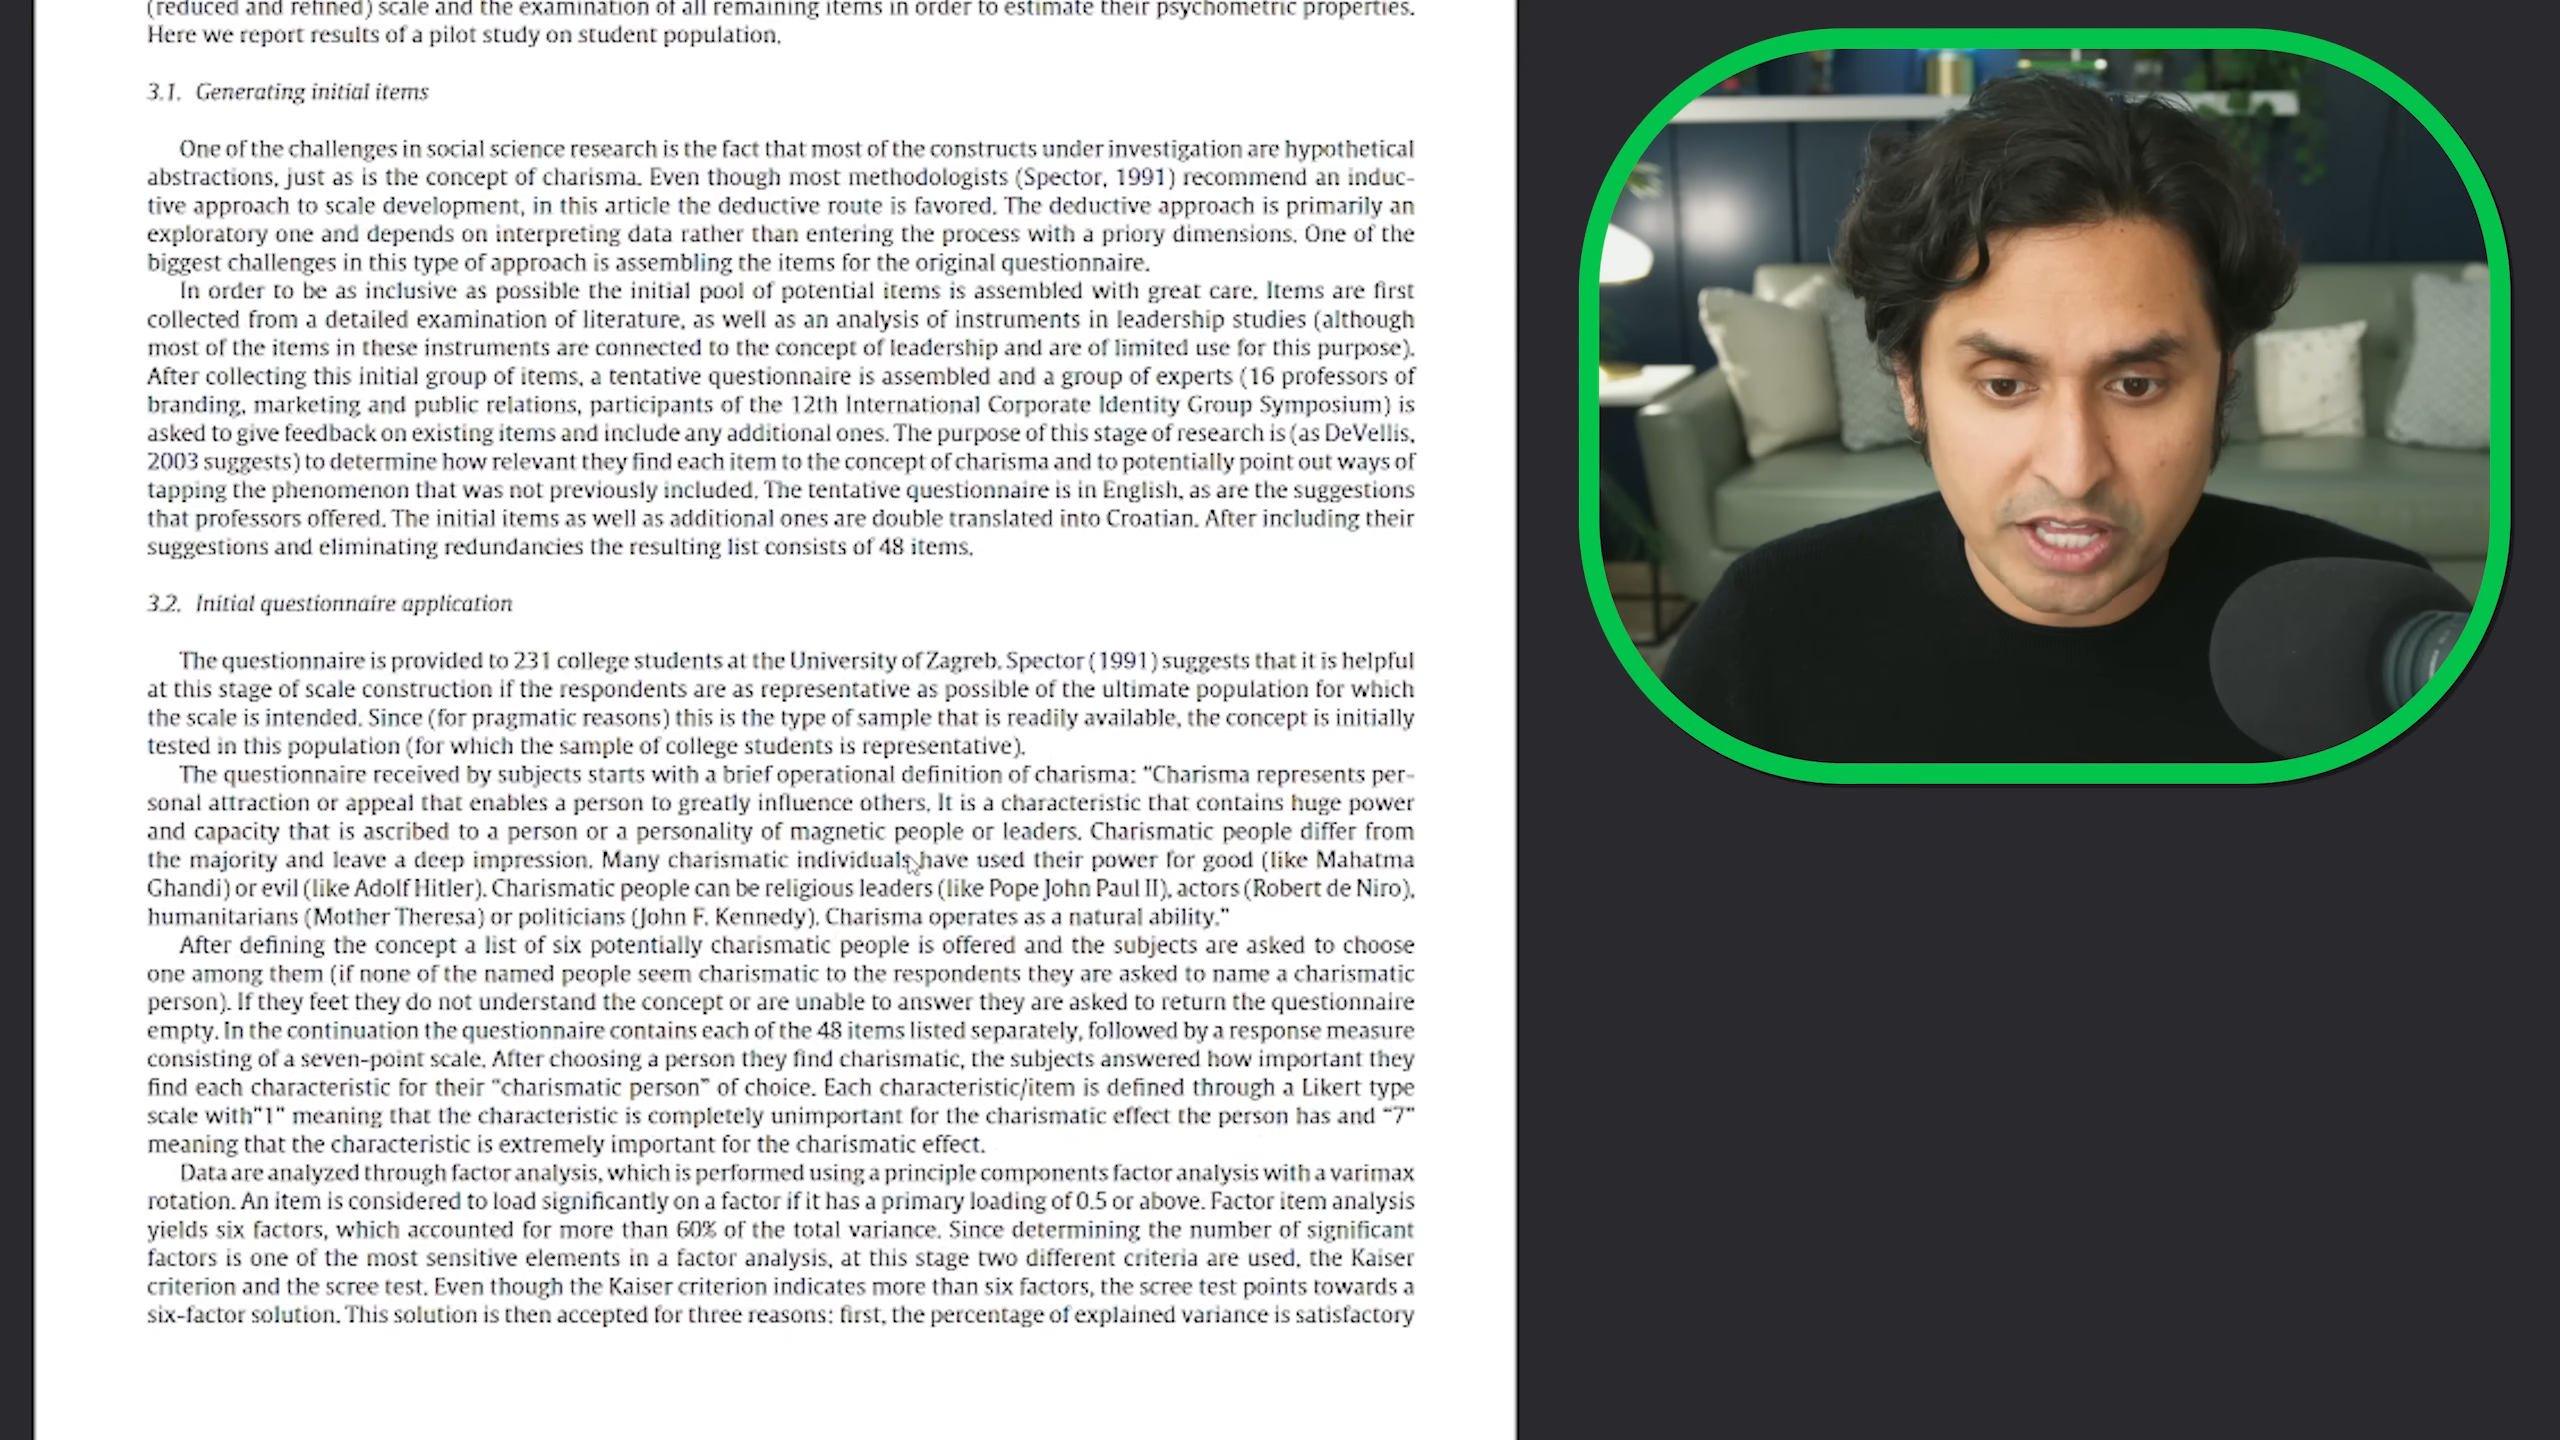 (reduced and refined) scale and the examination of all remaining items in order to estimate their psychometric properties.
Here we report results of a pilot study on student population.
3.1. Generating initial items
One of the challenges in social science research is the fact that most of the constructs under investigation are hypothetical
abstractions, just as is the concept of charisma. Even though most methodologists (Spector, 1991) recommend an induc-
tive approach to scale development, in this article the deductive route is favored. The deductive approach is primarily an
exploratory one and depends on interpreting data rather than entering the process with a priory dimensions. One of the
biggest challenges in this type of approach is assembling the items for the original questionnaire.
In order to be as inclusive as possible the initial pool of potential items is assembled with great care. Items are first
collected from a detailed examination of literature, as well as an analysis of instruments in leadership studies (although
most of the items in these instruments are connected to the concept of leadership and are of limited use for this purpose).
After collecting this initial group of items, a tentative questionnaire is assembled and a group of experts (16 professors of
branding, marketing and public relations, participants of the 12th International Corporate Identity Group Symposium) is
asked to give feedback on existing items and include any additional ones. The purpose of this stage of research is (as DeVellis,
2003 suggests) to determine how relevant they find each item to the concept of charisma and to potentially point out ways of
tapping the phenomenon that was not previously included. The tentative questionnaire is in English, as are the suggestions
that professors offered. The initial items as well as additional ones are double translated into Croatian. After including their
suggestions and eliminating redundancies the resulting list consists of 48 items.
3.2. Initial questionnaire application
The questionnaire is provided to 231 college students at the University of Zagreb. Spector (1991) suggests that it is helpful
at this stage of scale construction if the respondents are as representative as possible of the ultimate population for which
the scale is intended. Since (for pragmatic reasons) this is the type of sample that is readily available, the concept is initially
tested in this population (for which the sample of college students is representative).
The questionnaire received by subjects starts with a brief operational definition of charisma: "Charisma represents per-
sonal attraction or appeal that enables a person to greatly influence others. It is a characteristic that contains huge power
and capacity that is ascribed to a person or a personality of magnetic people or leaders. Charismatic people differ from
the majority and leave a deep impression. Many charismatic individuals have used their power for good (like Mahatma
Ghandi) or evil (like Adolf Hitler). Charismatic people can be religious leaders (like Pope John Paul II), actors (Robert de Niro),
humanitarians (Mother Theresa) or politicians (John F. Kennedy). Charisma operates as a natural ability."
After defining the concept a list of six potentially charismatic people is offered and the subjects are asked to choose
one among them (if none of the named people seem charismatic to the respondents they are asked to name a charismatic
person). If they feet they do not understand the concept or are unable to answer they are asked to return the questionnaire
empty. In the continuation the questionnaire contains each of the 48 items listed separately, followed by a response measure
consisting of a seven-point scale. After choosing a person they find charismatic, the subjects answered how important they
find each characteristic for their "charismatic person" of choice. Each characteristic/item is defined through a Likert type
scale with"1" meaning that the characteristic is completely unimportant for the charismatic effect the person has and "7"
meaning that the characteristic is extremely important for the charismatic effect.
Data are analyzed through factor analysis, which is performed using a principle components factor analysis with a varimax
rotation. An item is considered to load significantly on a factor if it has a primary loading of 0.5 or above. Factor item analysis
yields six factors, which accounted for more than 60% of the total variance. Since determining the number of significant
factors is one of the most sensitive elements in a factor analysis, at this stage two different criteria are used, the Kaiser
criterion and the scree test. Even though the Kaiser criterion indicates more than six factors, the scree test points towards a
six-factor solution. This solution is then accepted for three reasons: first, the percentage of explained variance is satisfactory